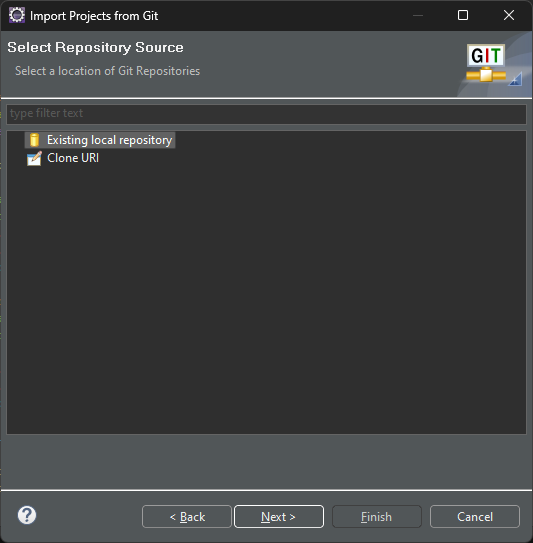 Import Projects from Git
Select Repository Source
Select a location of Git Repositories
GIT
type filter text
Existing local repository
Clone URI
?
< Back
Next >
Finish
Cancel